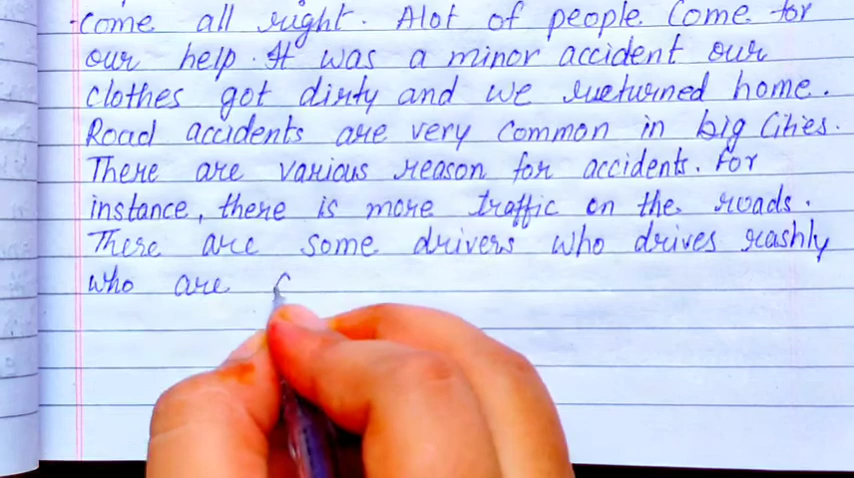 come all right. Alot of people come for
our help. It was a minor accident our
clothes got dirty and we returned home.
Road accidents are very common in big cities.
There are various reason for accidents. For
instance, there is more traffic on the roads.
There are some drivers who drives rashly
who are